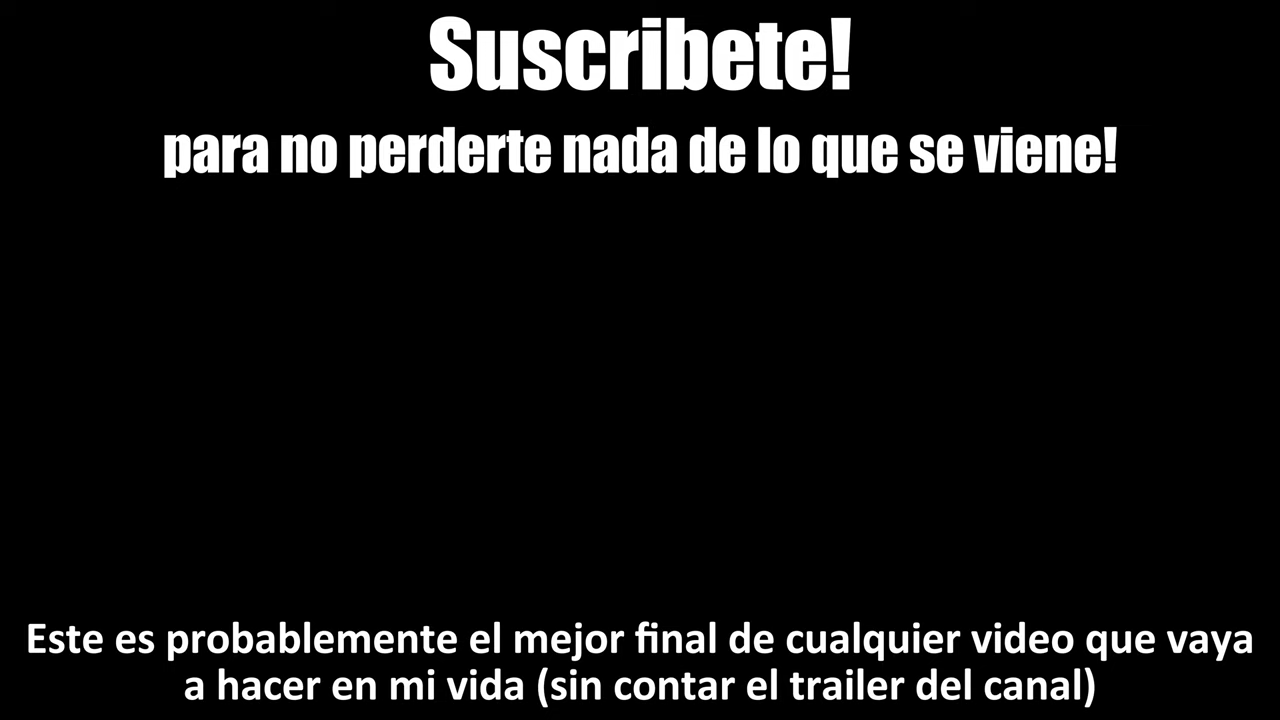 Suscribete!
para no perderte nada de lo que se viene!
Este es probablemente el mejor final de cualquier video que vaya
a hacer en mi vida (sin contar el trailer del canal)